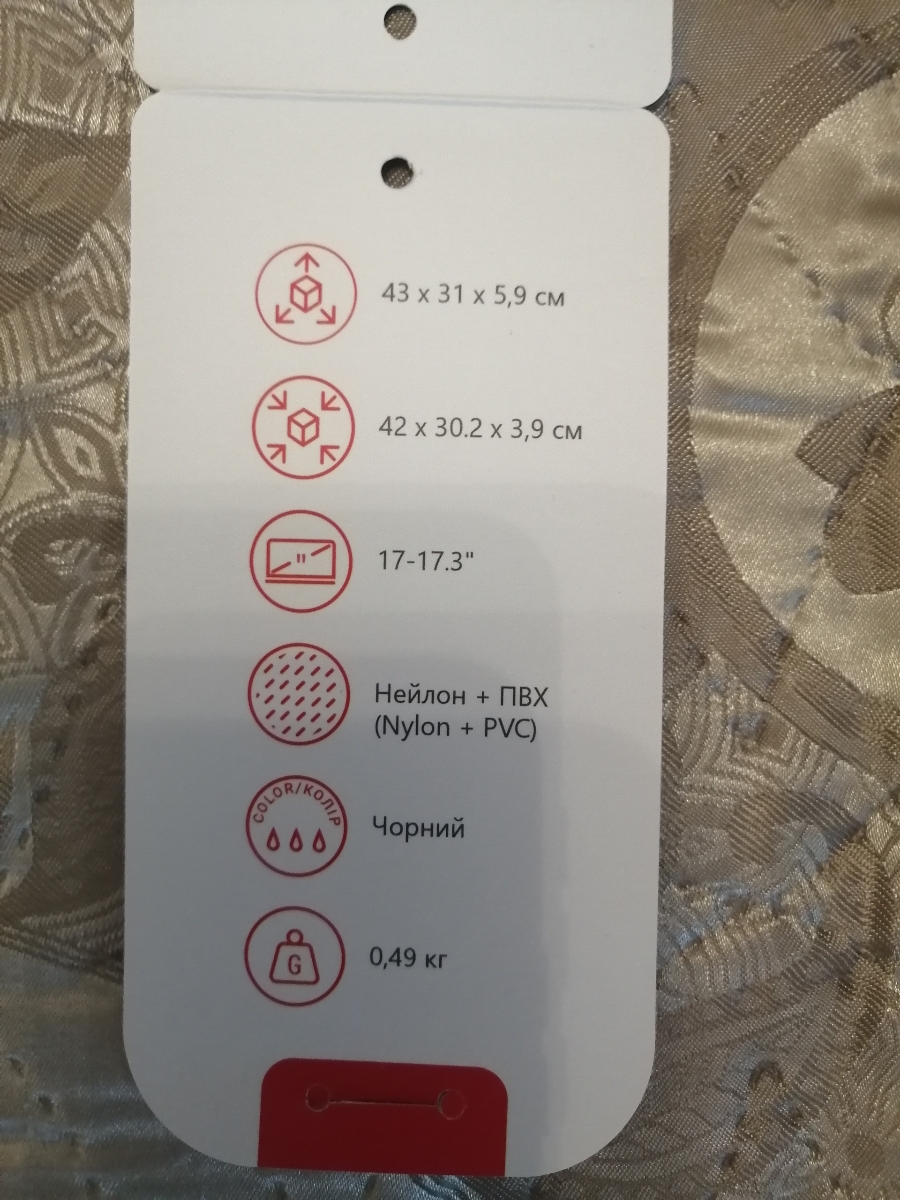 43 x 31 x 5,9 см
42 x 30.2 x 3,9 см
"
17-17.3"
Нейлон + ПВХ
(Nylon + PVC)
COLOR/КОЛІР
Чорний
G
0,49 кг